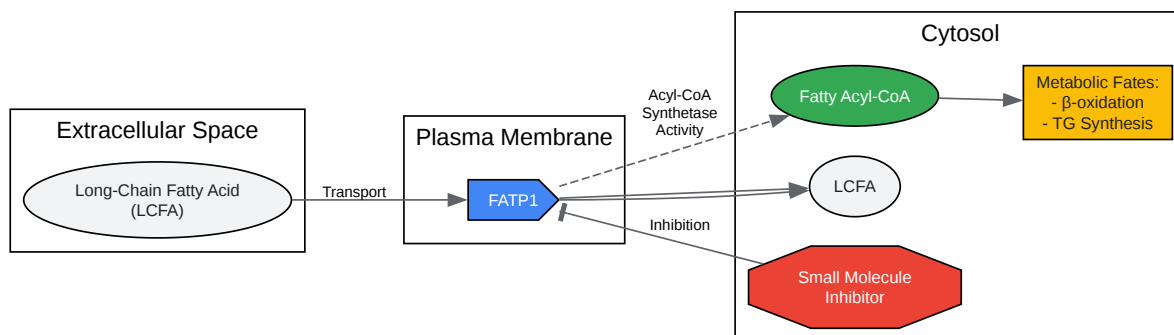 Cytosol
Extracellular Space
Long-Chain Fatty Acid
(LCFA)
Transport
Plasma Membrane
FATP1
Acyl-CoA
Synthetase
Activity
Inhibition
Fatty Acyl-CoA
LCFA
Small Molecule
Inhibitor
Metabolic Fates:
- β-oxidation
- TG Synthesis